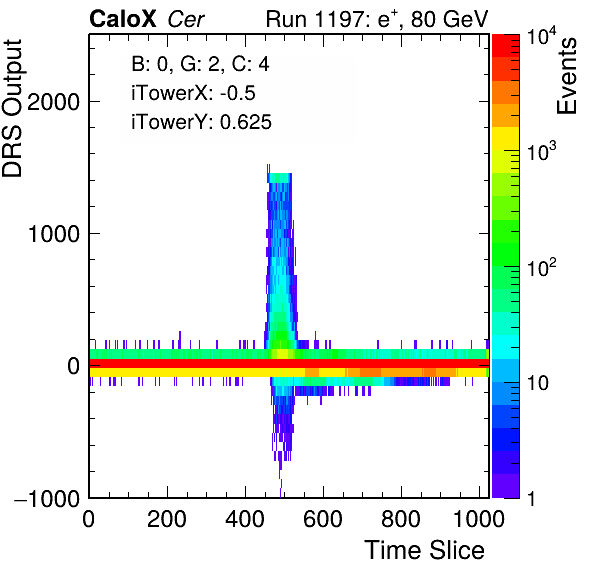 CaloX Cer Run 1197: e⁺, 80 GeV
B: 0, G: 2, C: 4
iTowerX: -0.5
iTowerY: 0.625
DRS Output
2000
1000
0
−1000
0 200 400 600 800 1000
Time Slice
Events
10⁴
10³
10²
10
1